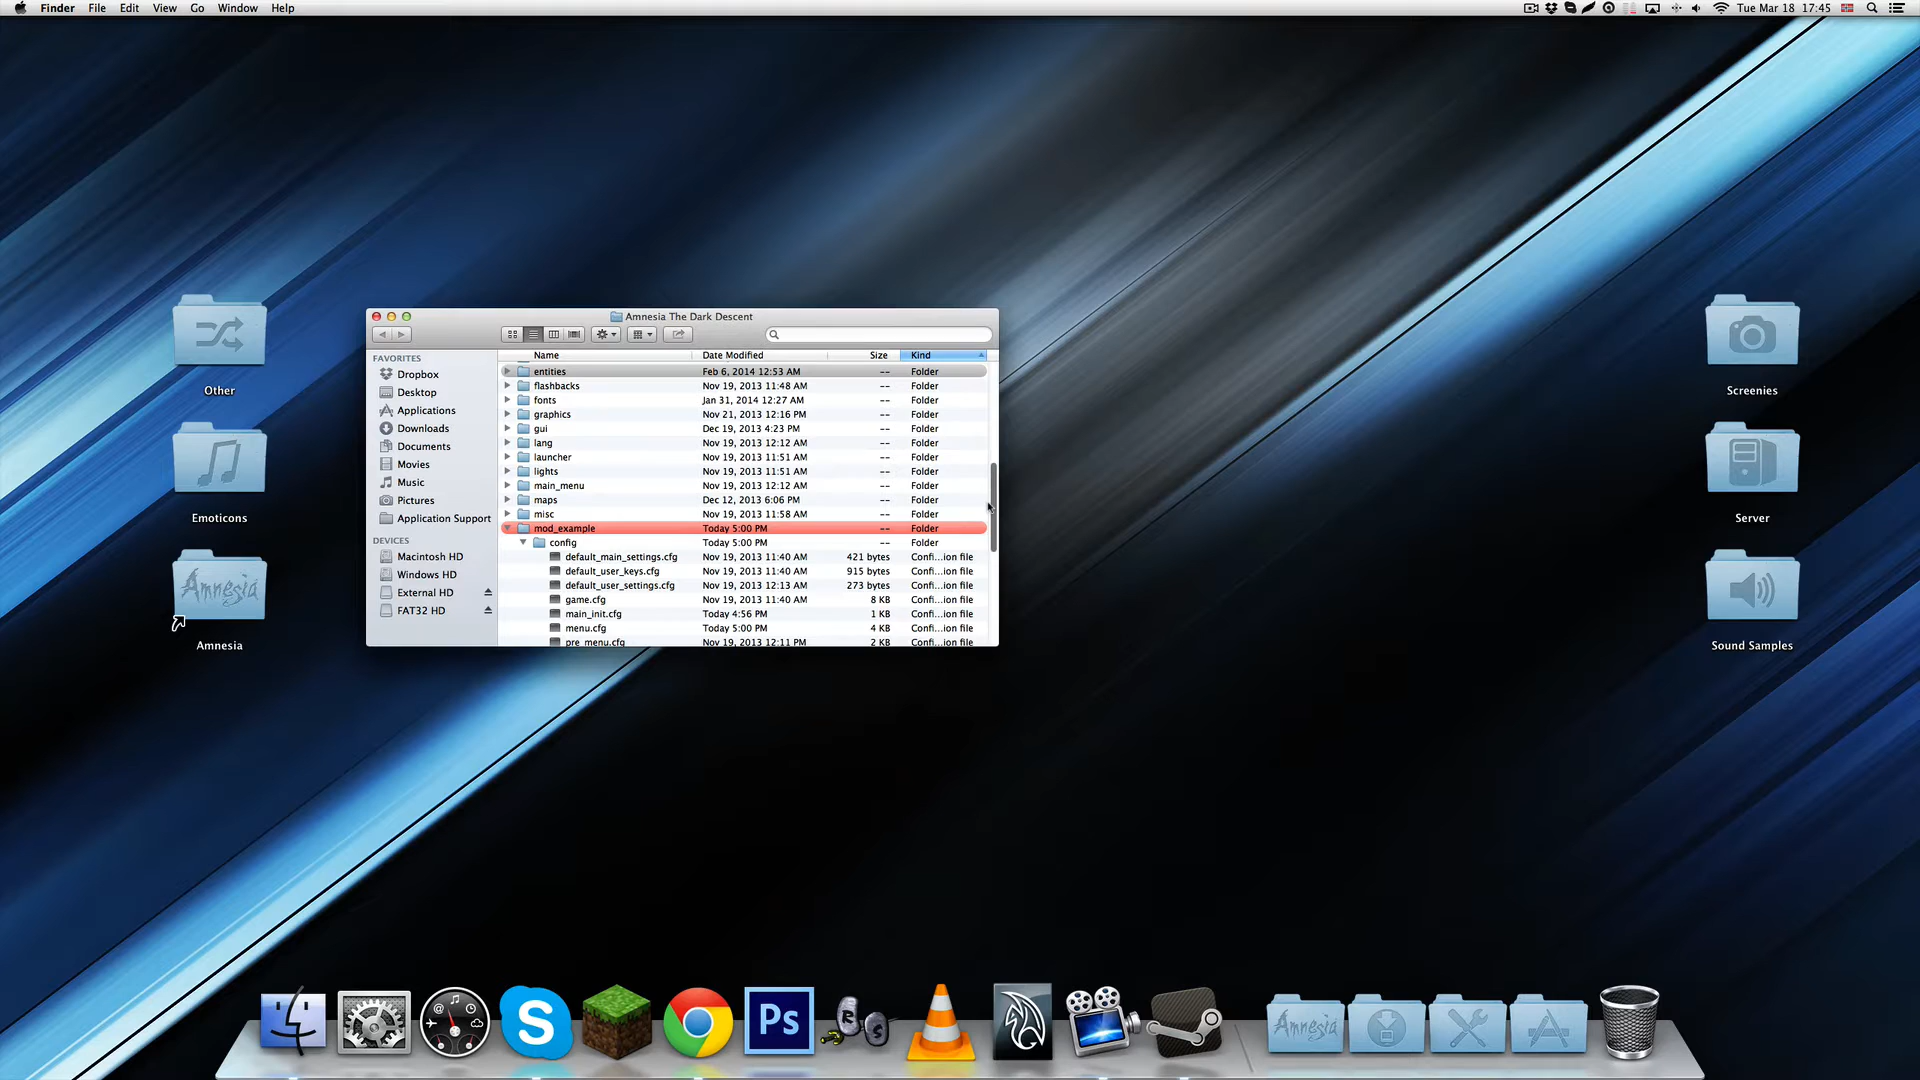 Finder File Edit View Go Window Help
Tue Mar 18 17:45
Amnesia The Dark Descent
Name Date Modified Size Kind
FAVORITES
Dropbox
Desktop
Applications
Downloads
Documents
Movies
Music
Pictures
Application Support
DEVICES
Macintosh HD
Windows HD
External HD
FAT32 HD
entities Feb 6, 2014 12:53 AM -- Folder
flashbacks Nov 19, 2013 11:48 AM -- Folder
fonts Jan 31, 2014 12:27 AM -- Folder
graphics Nov 21, 2013 12:16 PM -- Folder
gui Dec 19, 2013 4:23 PM -- Folder
lang Nov 19, 2013 12:12 AM -- Folder
launcher Nov 19, 2013 11:51 AM -- Folder
lights Nov 19, 2013 11:51 AM -- Folder
main_menu Nov 19, 2013 12:12 AM -- Folder
maps Dec 12, 2013 6:06 PM -- Folder
misc Nov 19, 2013 11:58 AM -- Folder
mod_example Today 5:00 PM -- Folder
config Today 5:00 PM -- Folder
default_main_settings.cfg Nov 19, 2013 11:40 AM 421 bytes Confi...ion file
default_user_keys.cfg Nov 19, 2013 11:40 AM 915 bytes Confi...ion file
default_user_settings.cfg Nov 19, 2013 12:13 AM 273 bytes Confi...ion file
game.cfg Nov 19, 2013 11:40 AM 8 KB Confi...ion file
main_init.cfg Today 4:56 PM 1 KB Confi...ion file
menu.cfg Today 5:00 PM 4 KB Confi...ion file
pre_menu.cfg Nov 19, 2013 12:11 PM 2 KB Confi...ion file
Other
Emoticons
Amnesia
Amnesia
Screenies
Server
Sound Samples
S
Ps
R S
Amnesia